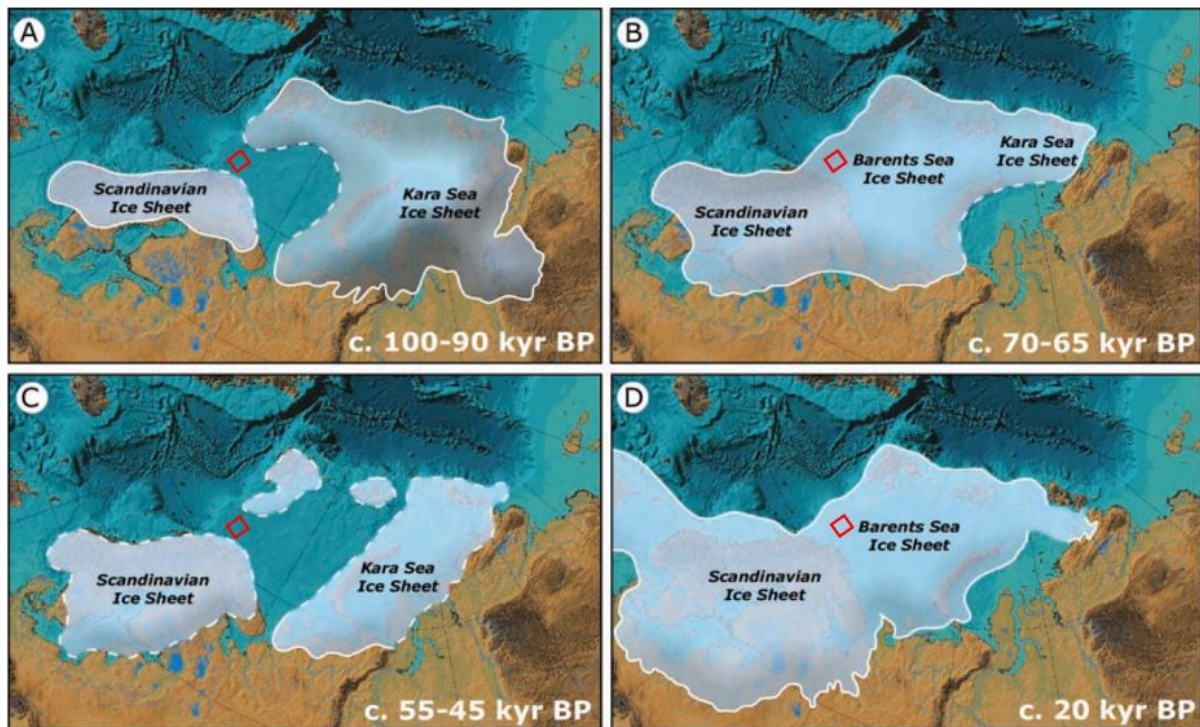 A
Scandinavian
Ice Sheet
Kara Sea
Ice Sheet
c. 100-90 kyr BP
B
Kara Sea
Ice Sheet
Barents Sea
Ice Sheet
Scandinavian
Ice Sheet
c. 70-65 kyr BP
C
Scandinavian
Ice Sheet
Kara Sea
Ice Sheet
c. 55-45 kyr BP
D
Barents Sea
Ice Sheet
Scandinavian
Ice Sheet
c. 20 kyr BP